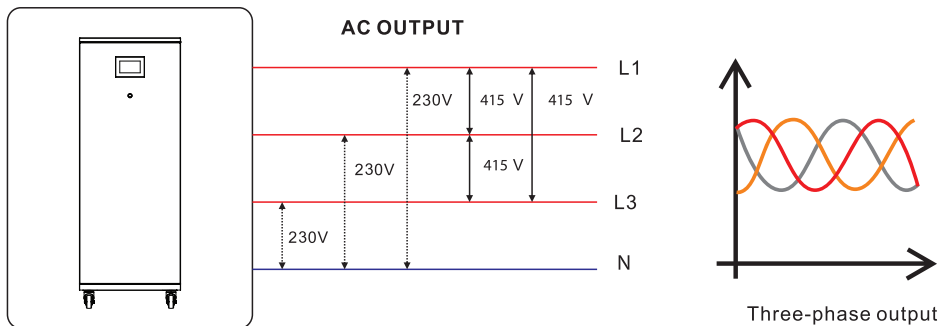 AC OUTPUT
L1
230V
415 V
415 V
L2
230V
415 V
L3
230V
N
Three-phase output